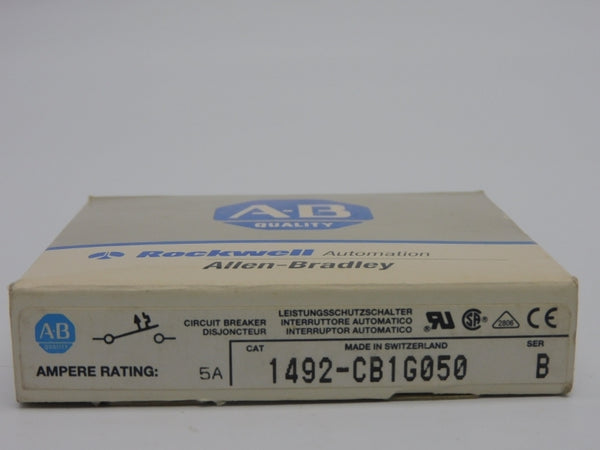 A-B
QUALITY
Rockwell Automation
Allen-Bradley
AB
QUALITY
CIRCUIT BREAKER
DISJONCTEUR
LEISTUNGSSCHUTZSCHALTER
INTERRUTTORE AUTOMATICO
INTERRUPTOR AUTOMATICO
2806
CE
AMPERE RATING: 5A
CAT
MADE IN SWITZERLAND
SER
1492-CB1G050
B